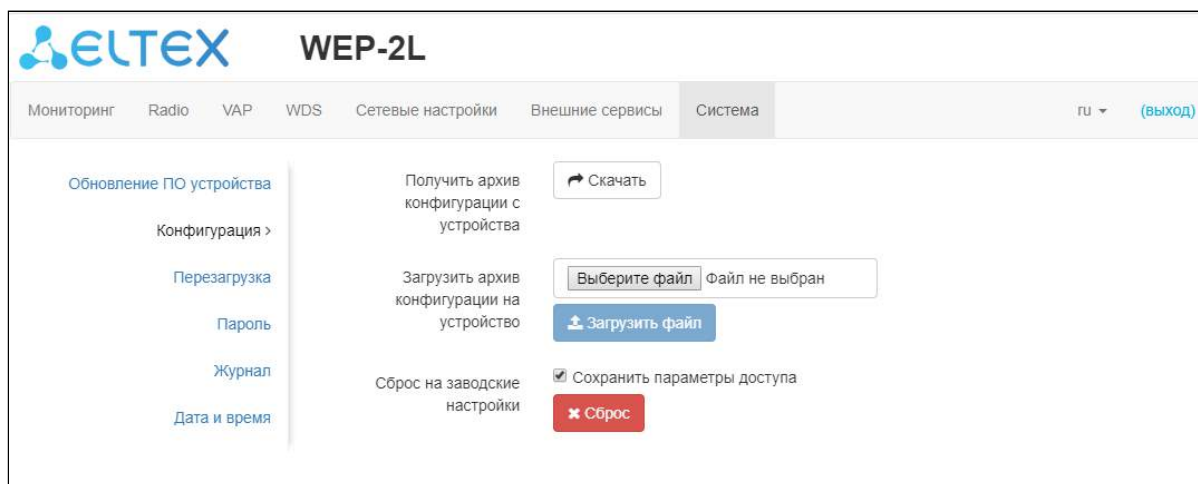 ELTEX WEP-2L
Мониторинг Radio VAP WDS Сетевые настройки Внешние сервисы Система ru (выход)
Обновление ПО устройства
Конфигурация >
Перезагрузка
Пароль
Журнал
Дата и время
Получить архив
конфигурации с
устройства
Скачать
Загрузить архив
конфигурации на
устройство
Выберите файл Файл не выбран
Загрузить файл
Сброс на заводские
настройки
Сохранить параметры доступа
Сброс